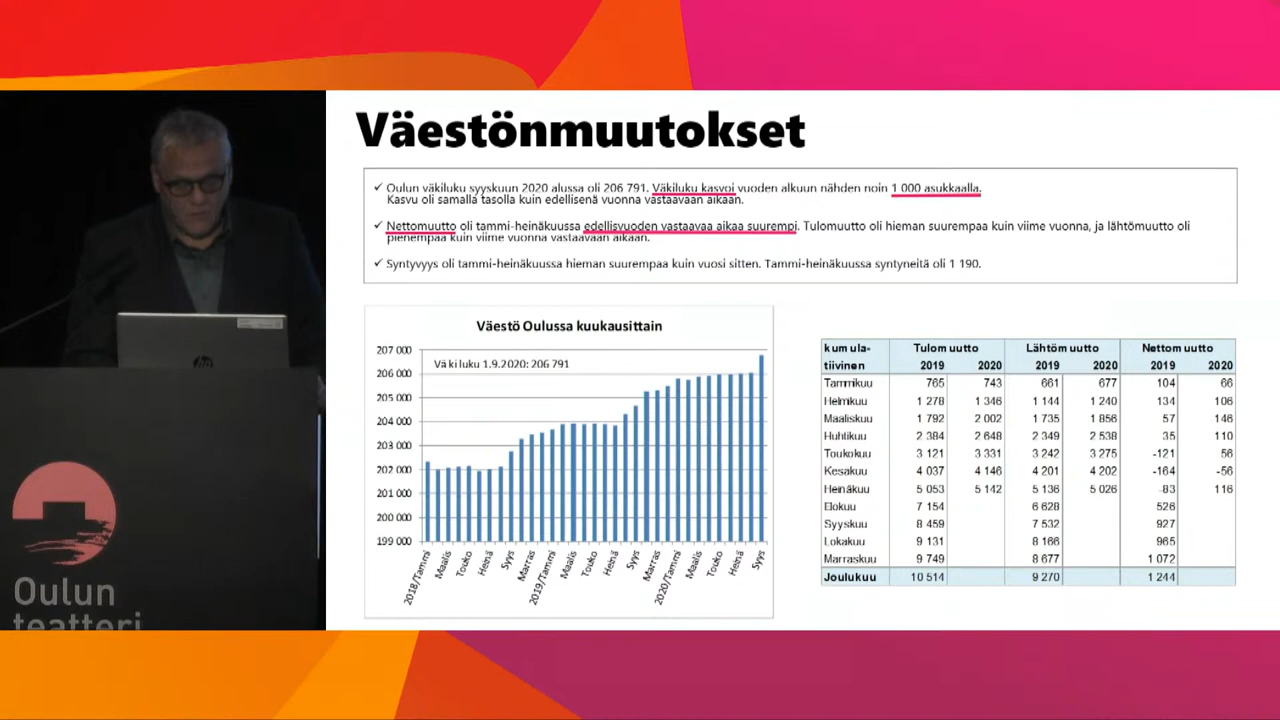 Väestönmuutokset
✓ Oulun väkiluku syyskuun 2020 alussa oli 206 791. Väkiluku kasvoi vuoden alkuun nähden noin 1 000 asukkaalla.
Kasvu oli samalla tasolla kuin edellisenä vuonna vastaavaan aikaan.
✓ Nettomuutto oli tammi-heinäkuussa edellisvuoden vastaavaa aikaa suurempi. Tulomuutto oli hieman suurempaa kuin viime vuonna, ja lähtömuutto oli
pienempää kuin viime vuonna vastaavaan aikaan.
✓ Syntyvyys oli tammi-heinäkuussa hieman suurempaa kuin vuosi sitten. Tammi-heinäkuussa syntyneitä oli 1 190.
Väestö Oulussa kuukausittain
Väkiluku 1.9.2020: 206 791
207 000
206 000
205 000
204 000
203 000
202 000
201 000
200 000
199 000
2018/Tammi Maalis Touko Heinä Syys Marras 2019/Tammi Maalis Touko Heinä Syys Marras 2020/Tammi Maalis Touko Heinä Syys
kumula- Tulomuutto Lähtömuutto Nettomuutto
tiivinen 2019 2020 2019 2020 2019 2020
Tammikuu 765 743 661 677 104 66
Helmikuu 1 278 1 346 1 144 1 240 134 106
Maaliskuu 1 792 2 002 1 735 1 856 57 146
Huhtikuu 2 384 2 648 2 349 2 538 35 110
Toukokuu 3 121 3 331 3 242 3 275 -121 56
Kesakuu 4 037 4 146 4 201 4 202 -164 -56
Heinäkuu 5 053 5 142 5 136 5 026 -83 116
Elokuu 7 154 6 628 526
Syyskuu 8 459 7 532 927
Lokakuu 9 131 8 166 965
Marraskuu 9 749 8 677 1 072
Joulukuu 10 514 9 270 1 244
hp
Oulun
teatteri